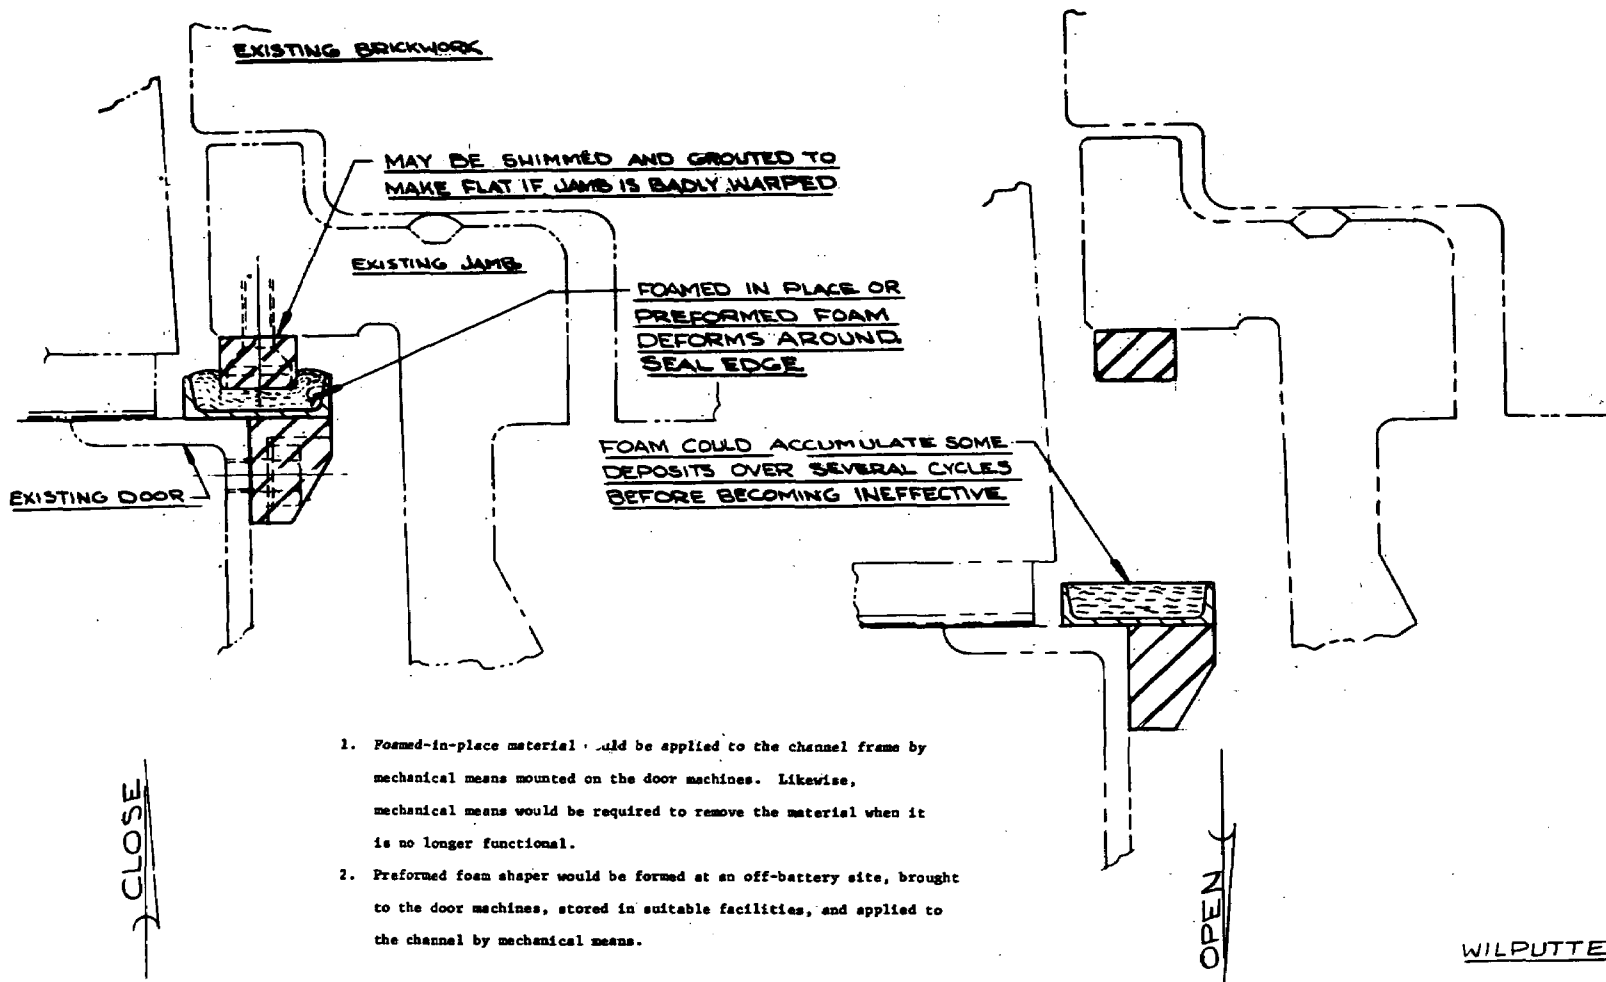 EXISTING BRICKWORK
MAY BE SHIMMED AND GROUTED TO
MAKE FLAT IF JAMB IS BADLY WARPED
EXISTING JAMB
FOAMED IN PLACE OR
PREFORMED FOAM
DEFORMS AROUND
SEAL EDGE
EXISTING DOOR
FOAM COULD ACCUMULATE SOME
DEPOSITS OVER SEVERAL CYCLES
BEFORE BECOMING INEFFECTIVE
1. Foamed-in-place material be applied to the channel frame by
mechanical means mounted on the door machines. Likewise,
mechanical means would be required to remove the material when it
is no longer functional.
2. Preformed foam shaper would be formed at an off-battery site, brought
to the door machines, stored in suitable facilities, and applied to
the channel by mechanical means.
CLOSE
OPEN
WILPUTTE